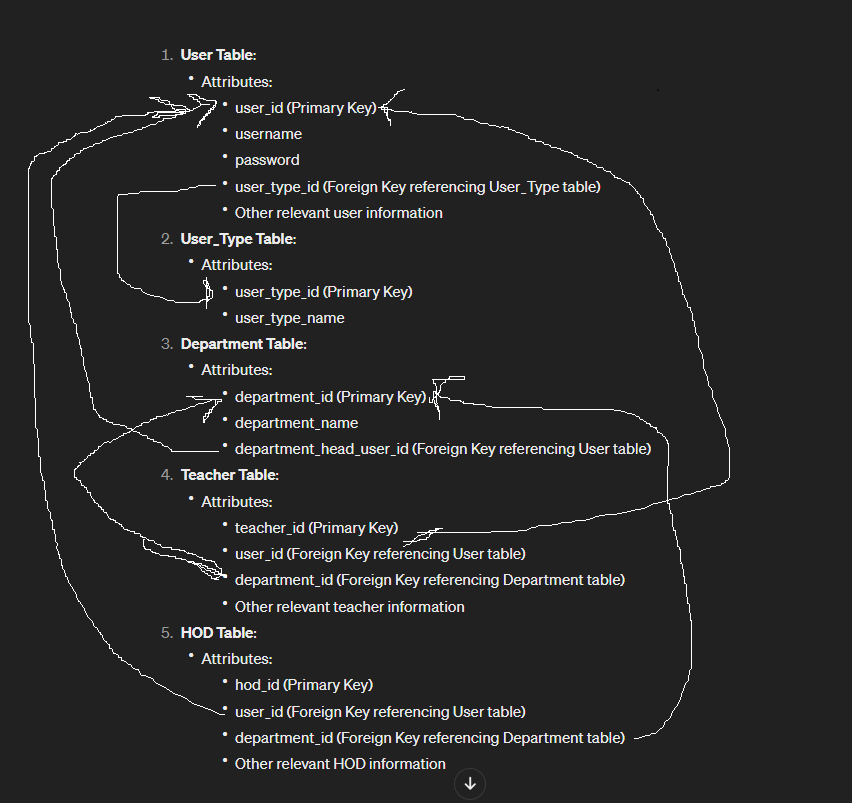 1. User Table:
• Attributes:
• user_id (Primary Key)
• username
• password
• user_type_id (Foreign Key referencing User_Type table)
• Other relevant user information
2. User_Type Table:
• Attributes:
• user_type_id (Primary Key)
• user_type_name
3. Department Table:
• Attributes:
• department_id (Primary Key)
• department_name
• department_head_user_id (Foreign Key referencing User table)
4. Teacher Table:
• Attributes:
• teacher_id (Primary Key)
• user_id (Foreign Key referencing User table)
• department_id (Foreign Key referencing Department table)
• Other relevant teacher information
5. HOD Table:
• Attributes:
• hod_id (Primary Key)
• user_id (Foreign Key referencing User table)
• department_id (Foreign Key referencing Department table)
• Other relevant HOD information